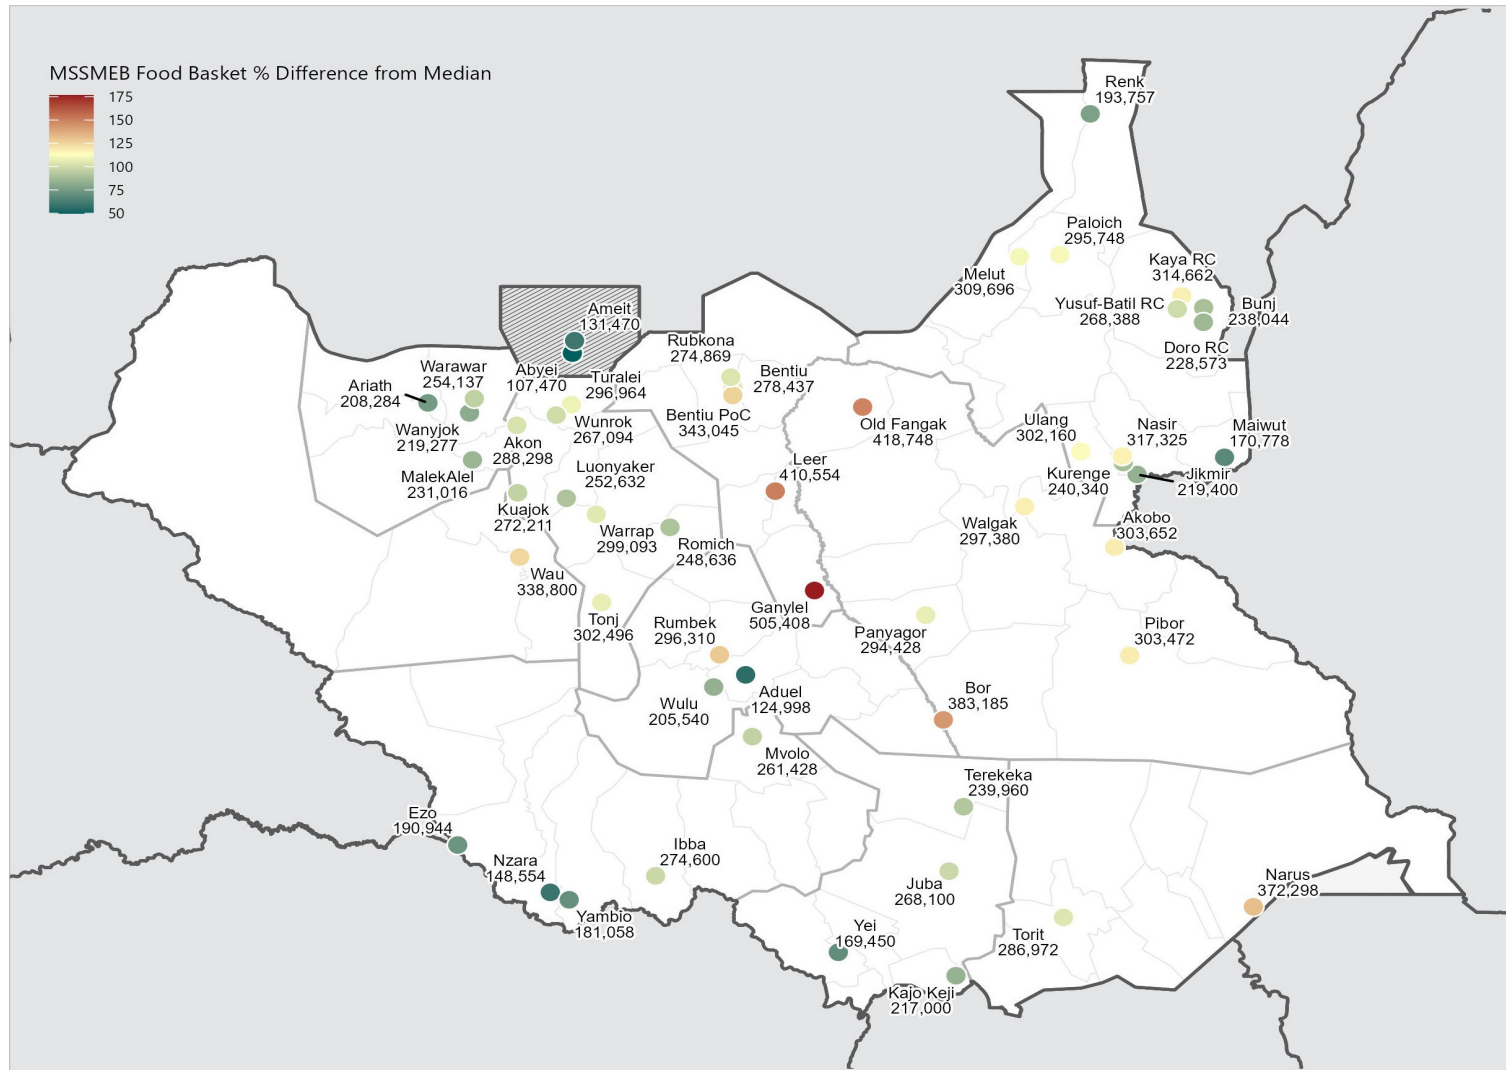 MSSMEB Food Basket % Difference from Median
175
150
125
100
75
50
Renk
193,757
Paloich
295,748
Melut
309,696
Kaya RC
314,662
Yusuf-Batil RC
268,388
Bunj
238,044
Doro RC
228,573
Ameit
131,470
Abyei
107,470
Rubkona
274,869
Bentiu
278,437
Bentiu PoC
343,045
Warawar
254,137
Ariath
208,284
Wanyjok
219,277
MalekAlel
231,016
Turalei
296,964
Wunrok
267,094
Akon
288,298
Luonyaker
252,632
Kuajok
272,211
Warrap
299,093
Romich
248,636
Wau
338,800
Tonj
302,496
Old Fangak
418,748
Leer
410,554
Ganylel
505,408
Ulang
302,160
Nasir
317,325
Maiwut
170,778
Kurenge
240,340
Jikmir
219,400
Walgak
297,380
Akobo
303,652
Pibor
303,472
Panyagor
294,428
Bor
383,185
Rumbek
296,310
Aduel
124,998
Wulu
205,540
Mvolo
261,428
Terekeka
239,960
Ezo
190,944
Nzara
148,554
Yambio
181,058
Ibba
274,600
Juba
268,100
Yei
169,450
Kajo Keji
217,000
Torit
286,972
Narus
372,298